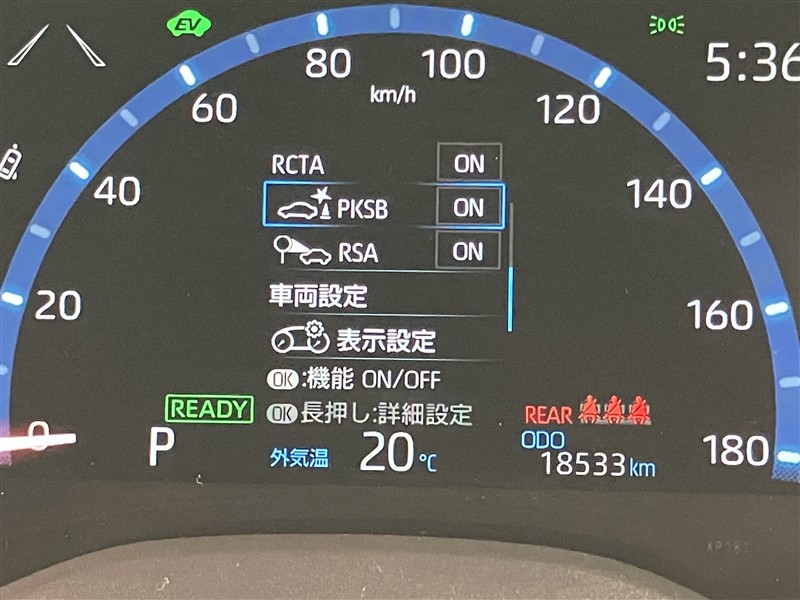 EV
5:36
80
100
km/h
60
120
RCTA ON
40
140
PKSB ON
RSA ON
車両設定
20
160
表示設定
OK:機能 ON/OFF
READY
OK長押し:詳細設定
REAR
0
P
外気温 20℃
ODO
18533km
180